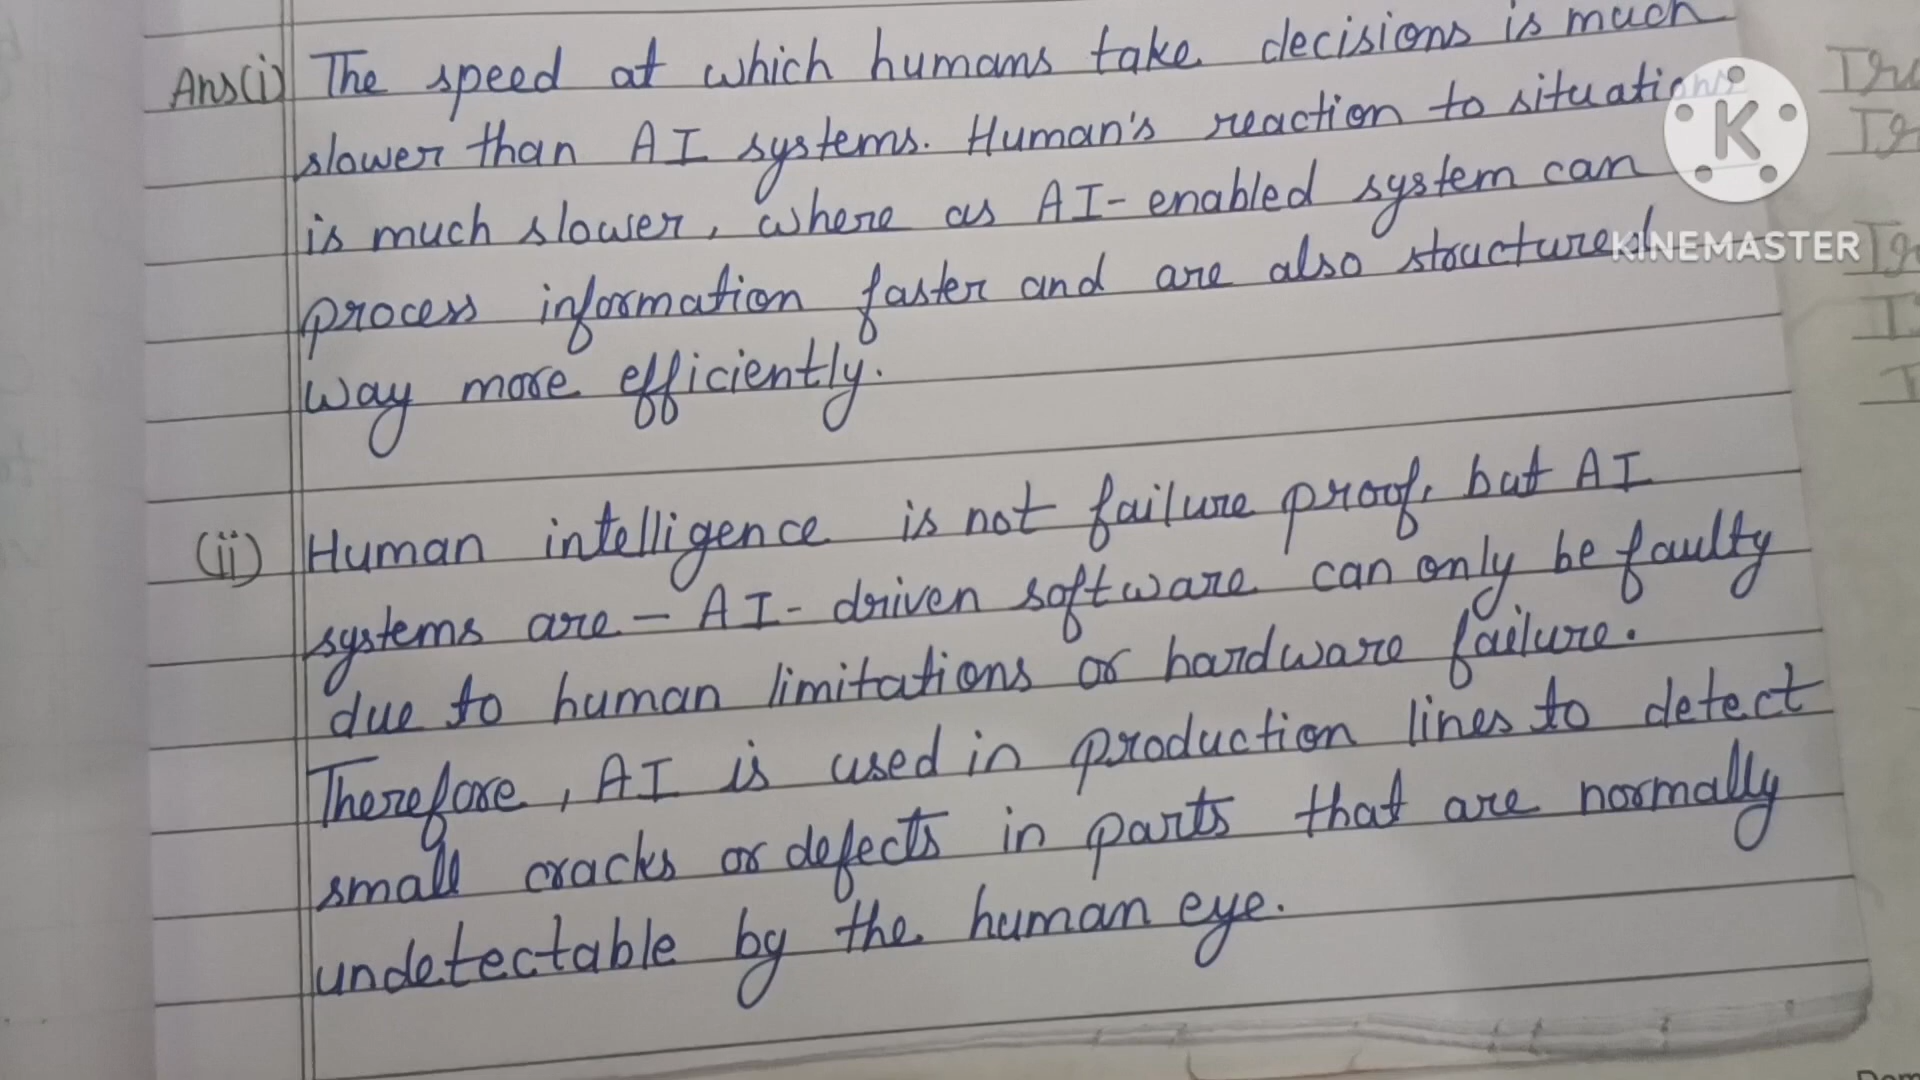 Ans(i) The speed at which humans take decisions is much
slower than AI systems. Human's reaction to situations
is much slower, where as AI-enabled system can
process information faster and are also structured
way more efficiently.
(ii) Human intelligence is not failure proof, but AI
systems are - AI-driven software can only be faulty
due to human limitations or hardware failure.
Therefore, AI is used in production lines to detect
small cracks or defects in parts that are normally
undetectable by the human eye.
K
KINEMASTER